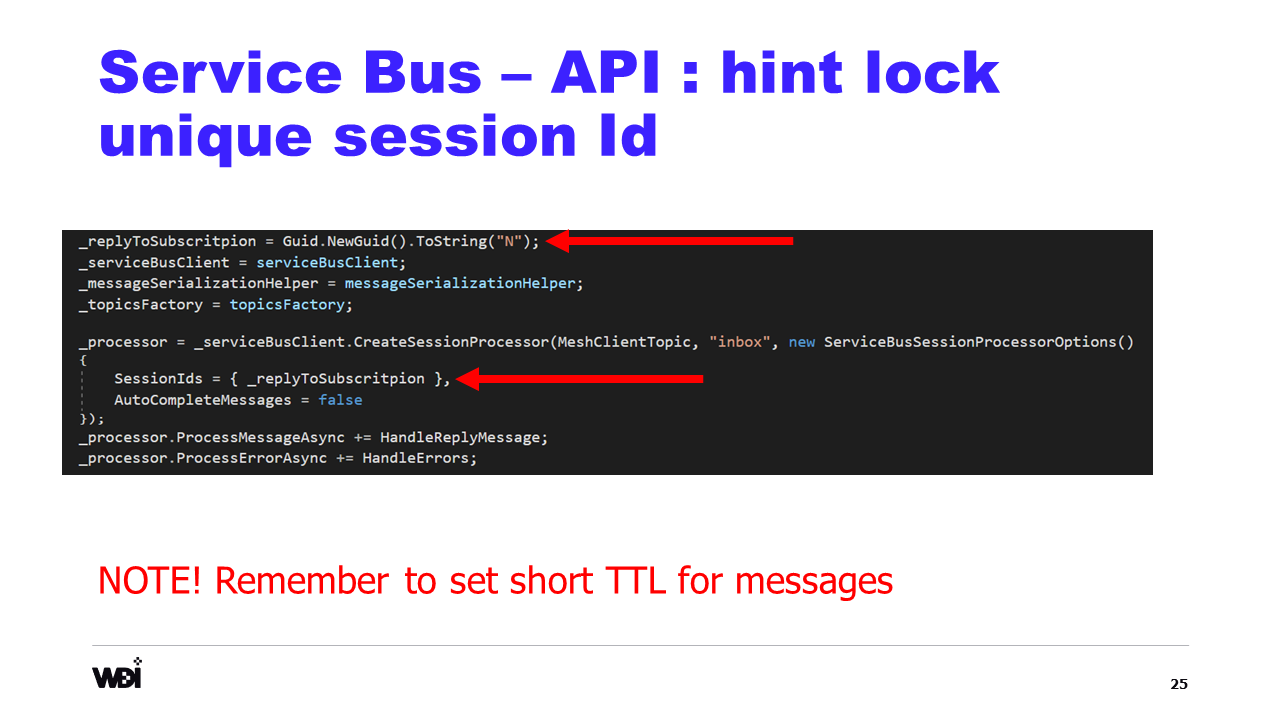 Service Bus – API : hint lock
unique session Id
_replyToSubscritpion = Guid.NewGuid().ToString("N");
_serviceBusClient = serviceBusClient;
_messageSerializationHelper = messageSerializationHelper;
_topicsFactory = topicsFactory;
_processor = _serviceBusClient.CreateSessionProcessor(MeshClientTopic, "inbox", new ServiceBusSessionProcessorOptions()
{
SessionIds = { _replyToSubscritpion },
AutoCompleteMessages = false
});
_processor.ProcessMessageAsync += HandleReplyMessage;
_processor.ProcessErrorAsync += HandleErrors;
NOTE! Remember to set short TTL for messages
WDI
25